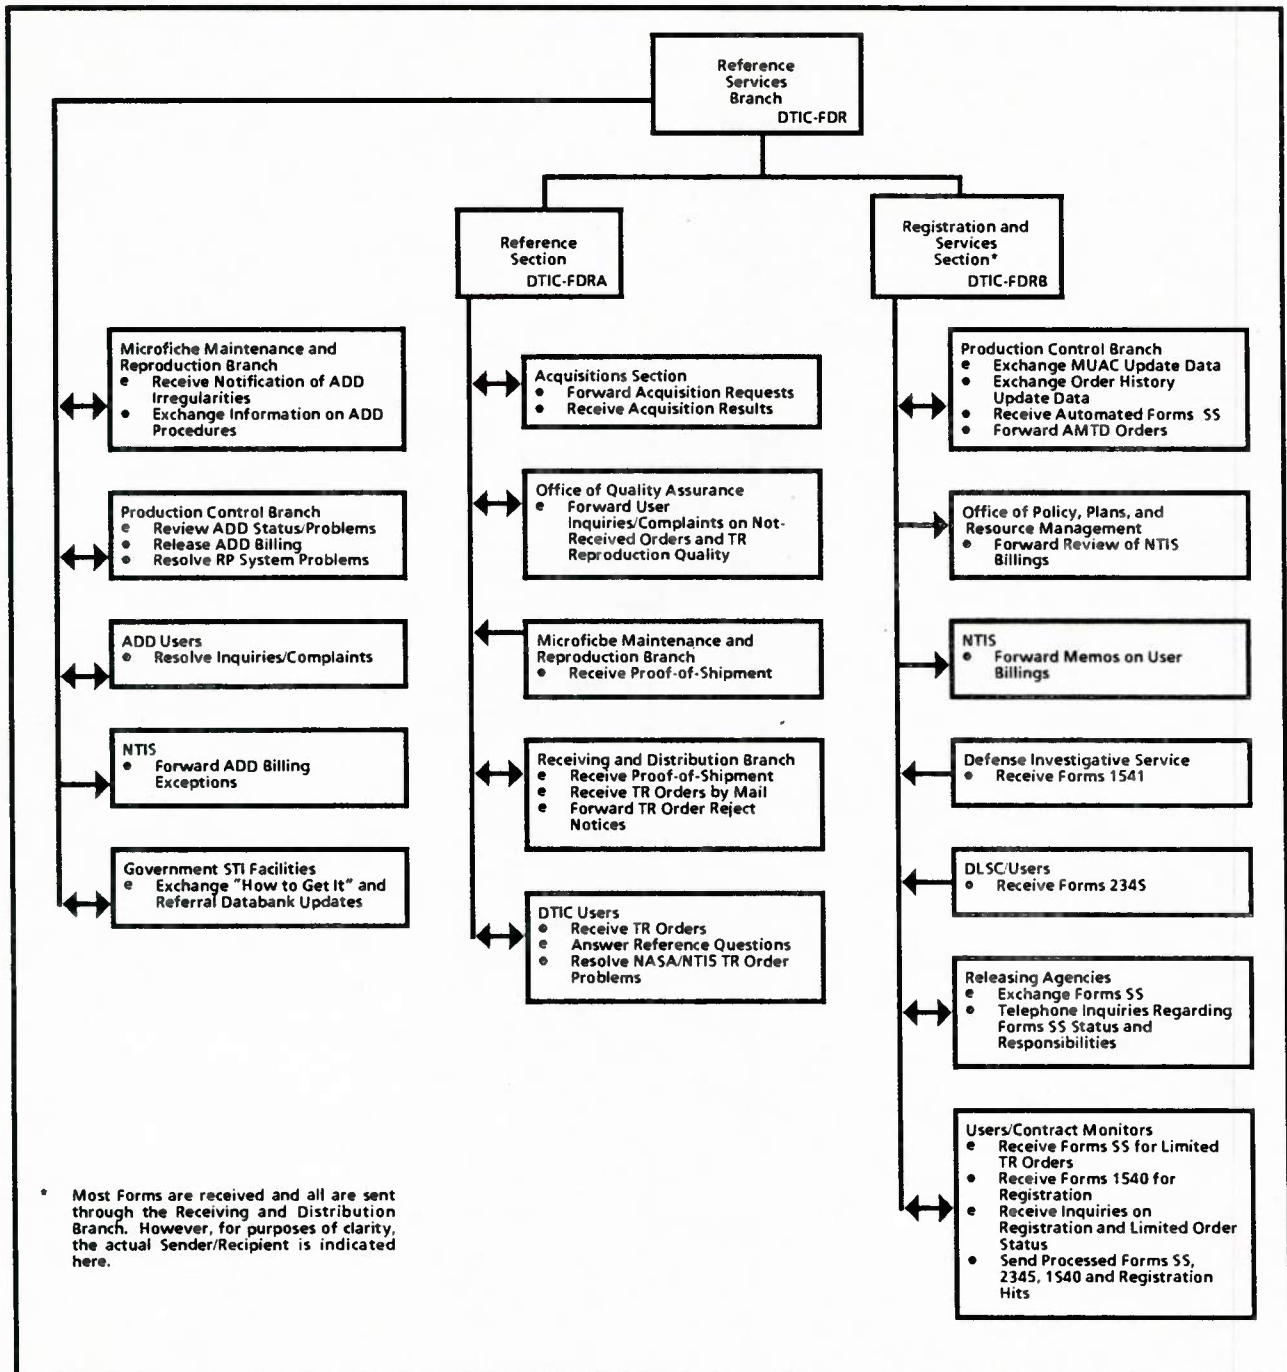 Reference
Services
Branch
DTIC-FDR
Reference
Section
DTIC-FDRA
Registration and
Services
Section*
DTIC-FDRB
Microfiche Maintenance and
Reproduction Branch
• Receive Notification of ADD
Irregularities
• Exchange Information on ADD
Procedures
Production Control Branch
• Review ADD Status/Problems
• Release ADD Billing
• Resolve RP System Problems
ADD Users
• Resolve Inquiries/Complaints
NTIS
• Forward ADD Billing
Exceptions
Government STI Facilities
• Exchange "How to Get It" and
Referral Databank Updates
Acquisitions Section
• Forward Acquisition Requests
• Receive Acquisition Results
Office of Quality Assurance
• Forward User
Inquiries/Complaints on Not-
Received Orders and TR
Reproduction Quality
Microfiche Maintenance and
Reproduction Branch
• Receive Proof-of-Shipment
Receiving and Distribution Branch
• Receive Proof-of-Shipment
• Receive TR Orders by Mail
• Forward TR Order Reject
Notices
DTIC Users
• Receive TR Orders
• Answer Reference Questions
• Resolve NASA/NTIS TR Order
Problems
Production Control Branch
• Exchange MUAC Update Data
• Exchange Order History
Update Data
• Receive Automated Forms 55
• Forward AMTD Orders
Office of Policy, Plans, and
Resource Management
• Forward Review of NTIS
Billings
NTIS
• Forward Memos on User
Billings
Defense Investigative Service
• Receive Forms 1541
DLSC/Users
• Receive Forms 2345
Releasing Agencies
• Exchange Forms 55
• Telephone Inquiries Regarding
Forms 55 Status and
Responsibilities
Users/Contract Monitors
• Receive Forms 55 for Limited
TR Orders
• Receive Forms 1540 for
Registration
• Receive Inquiries on
Registration and Limited Order
Status
• Send Processed Forms 55,
2345, 1540 and Registration
Hits
* Most Forms are received and all are sent
through the Receiving and Distribution
Branch. However, for purposes of clarity,
the actual Sender/Recipient is indicated
here.